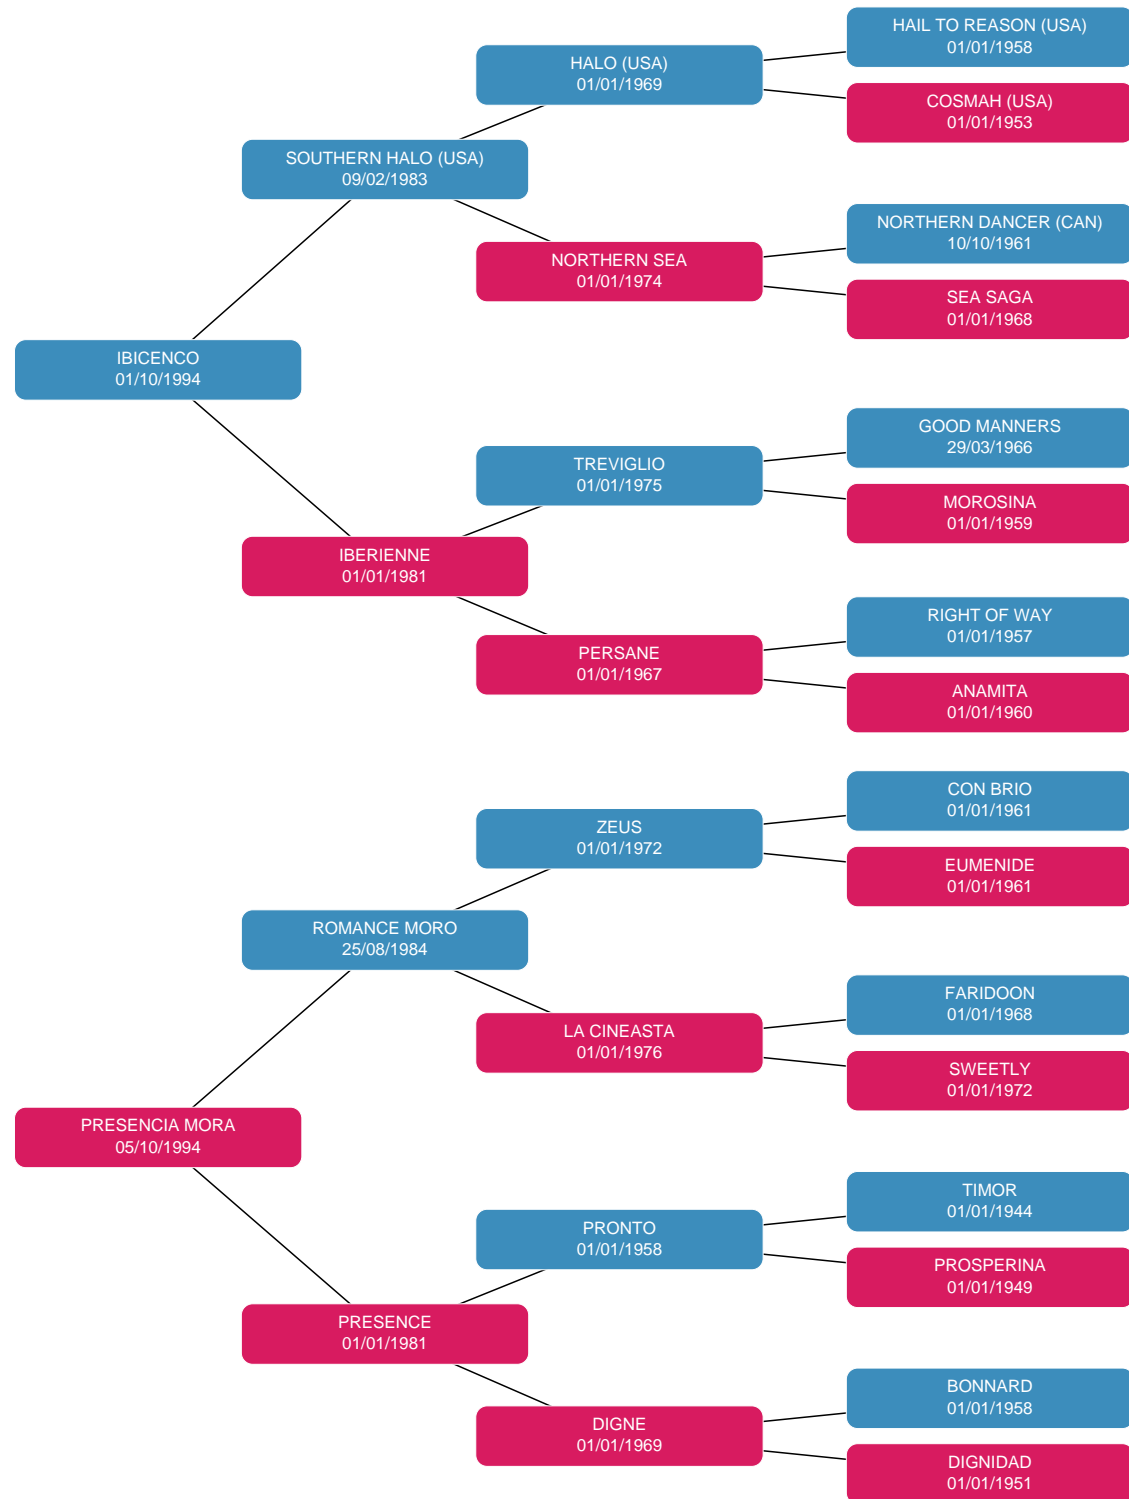 HAIL TO REASON (USA)
01/01/1958
HALO (USA)
01/01/1969
COSMAH (USA)
01/01/1953
SOUTHERN HALO (USA)
09/02/1983
NORTHERN DANCER (CAN)
10/10/1961
NORTHERN SEA
01/01/1974
SEA SAGA
01/01/1968
IBICENCO
01/10/1994
GOOD MANNERS
29/03/1966
TREVIGLIO
01/01/1975
MOROSINA
01/01/1959
IBERIENNE
01/01/1981
RIGHT OF WAY
01/01/1957
PERSANE
01/01/1967
ANAMITA
01/01/1960
CON BRIO
01/01/1961
ZEUS
01/01/1972
EUMENIDE
01/01/1961
ROMANCE MORO
25/08/1984
FARIDOON
01/01/1968
LA CINEASTA
01/01/1976
SWEETLY
01/01/1972
PRESENCIA MORA
05/10/1994
TIMOR
01/01/1944
PRONTO
01/01/1958
PROSPERINA
01/01/1949
PRESENCE
01/01/1981
BONNARD
01/01/1958
DIGNE
01/01/1969
DIGNIDAD
01/01/1951